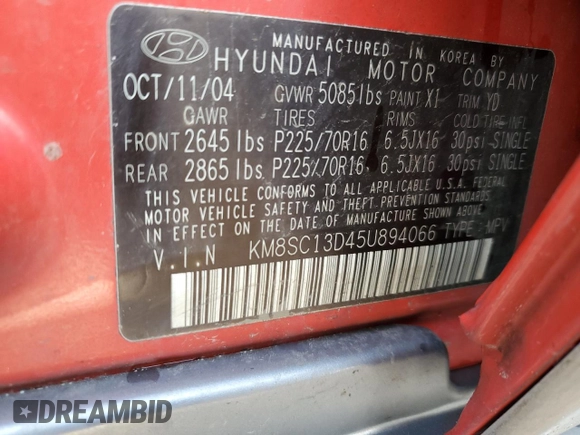 MANUFACTURED IN KOREA BY
HYUNDAI MOTOR COMPANY
OCT/11/04 GVWR 5085lbs PAINT X1 TRIM YD
GAWR TIRES RIMS COLD TIRE INFL
FRONT 2645 lbs P225/70R16 6.5JX16 30psi SINGLE
REAR 2865 lbs P225/70R16 6.5JX16 30psi SINGLE
THIS VEHICLE CONFORMS TO ALL APPLICABLE U.S.A. FEDERAL
MOTOR VEHICLE SAFETY AND THEFT PREVENTION STANDARDS
IN EFFECT ON THE DATE OF MANUFACTURE SHOWN ABOVE.
V.I.N KM8SC13D45U894066 TYPE: MPV
DREAMBID